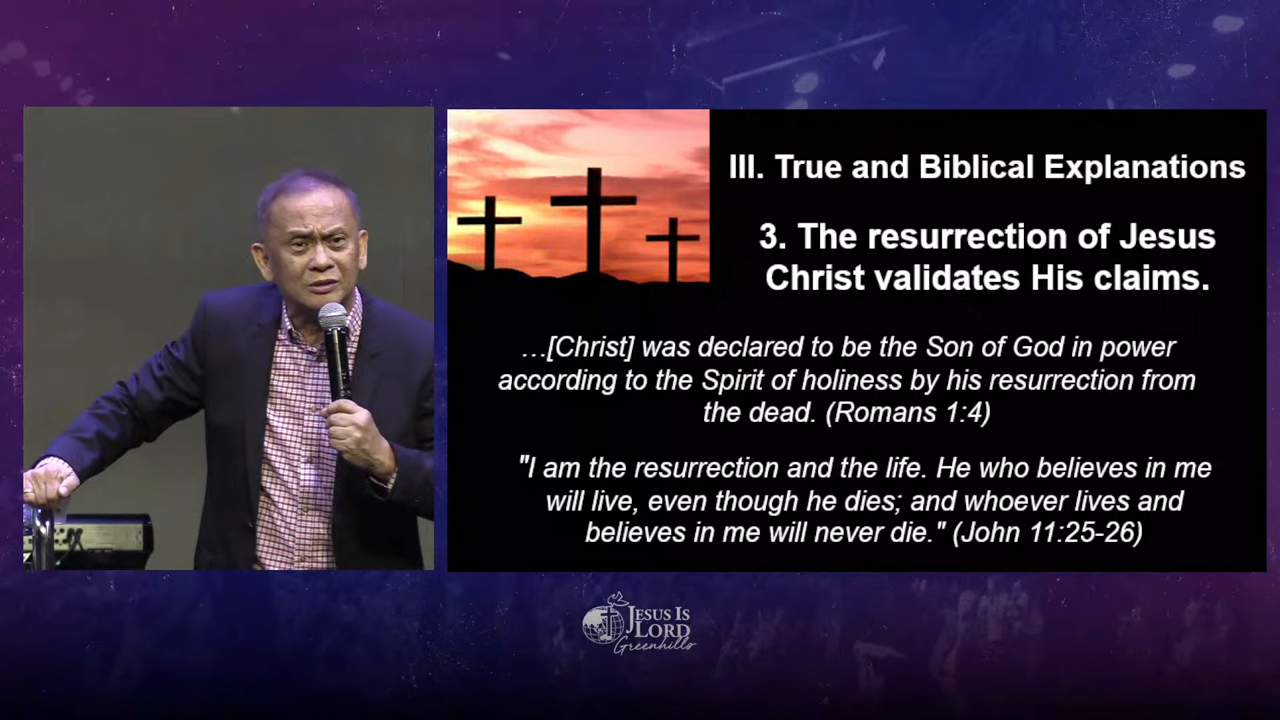 III. True and Biblical Explanations
3. The resurrection of Jesus
Christ validates His claims.
…[Christ] was declared to be the Son of God in power
according to the Spirit of holiness by his resurrection from
the dead. (Romans 1:4)
"I am the resurrection and the life. He who believes in me
will live, even though he dies; and whoever lives and
believes in me will never die." (John 11:25-26)
JESUS IS
LORD
Greenhills